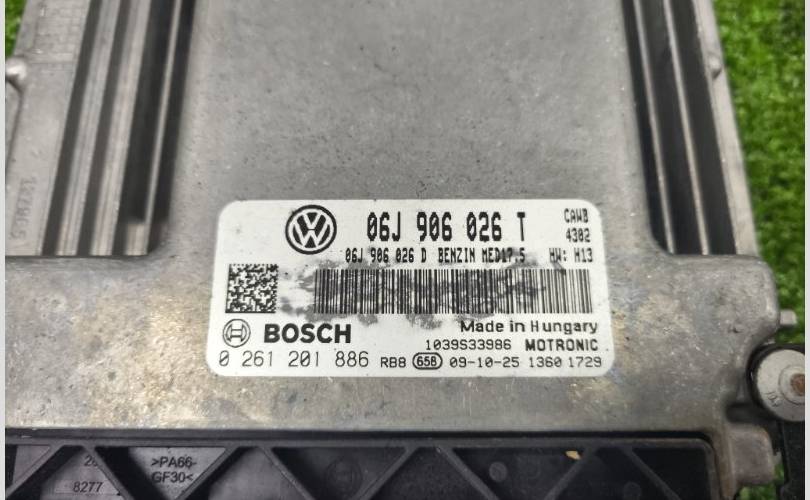 06J 906 026 T CAWB
4382
06J 906 026 D BENZIN MED17.5 HW: H13
BOSCH
Made in Hungary
1039S33986 MOTRONIC
0 261 201 886 RB8 65B 09-10-25 1360 1729
>PA66-
GF30<
8277